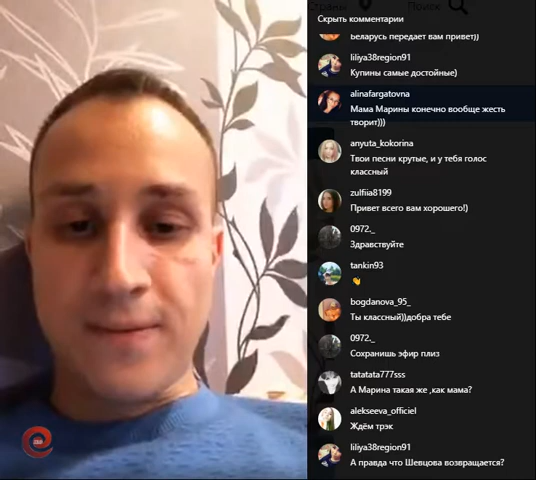 Страны
Поиск
Скрыть комментарии
Беларусь передает вам привет))
liliya38region91
Купины самые достойные)
alinafargatovna
Мама Марины конечно вообще жесть
творит)))
anyuta_kokorina
Твои песни крутые, и у тебя голос
классный
zulfiia8199
Привет всего вам хорошего!)
0972._
Здравствуйте
tankin93
👏
bogdanova_95_
Ты классный))добра тебе
0972._
Сохранишь эфир плиз
tatatata777sss
А Марина такая же ,как мама?
alekseeva_officiel
Ждём трэк
liliya38region91
А правда что Шевцова возвращается?